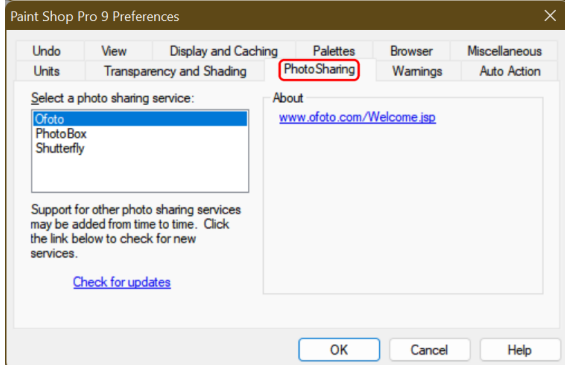 Paint Shop Pro 9 Preferences
Undo View Display and Caching Palettes Browser Miscellaneous
Units Transparency and Shading Photo Sharing Warnings Auto Action
Select a photo sharing service:
About
Ofoto
www.ofoto.com/Welcome.jsp
PhotoBox
Shutterfly
Support for other photo sharing services
may be added from time to time. Click
the link below to check for new
services.
Check for updates
OK Cancel Help